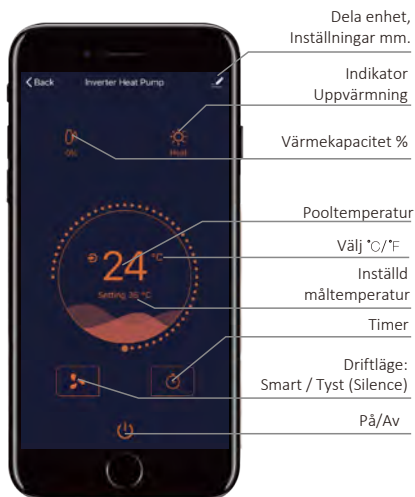 Dela enhet,
Inställningar mm.
Back Inverter Heat Pump
Indikator
Uppvärmning
0% Heat
Värmekapacitet %
Pooltemperatur
24 °C
Välj °C/°F
Setting 35 °C
Inställd
måltemperatur
Timer
Driftläge:
Smart / Tyst (Silence)
På/Av